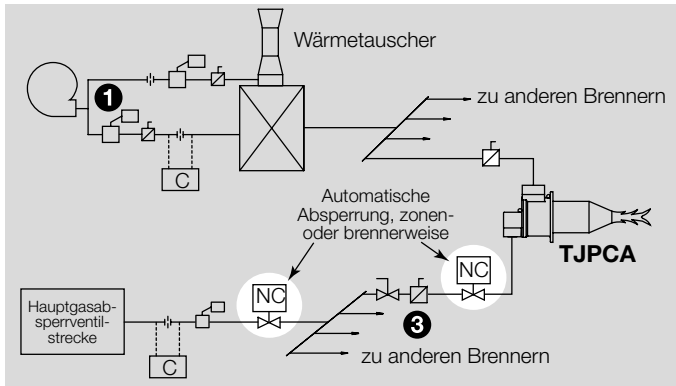 Wärmetauscher
1
zu anderen Brennern
C
Automatische
Absperrung, zonen-
oder brennerweise
TJPCA
NC
NC
Hauptgasab-
sperrventil-
strecke
3
zu anderen Brennern
C